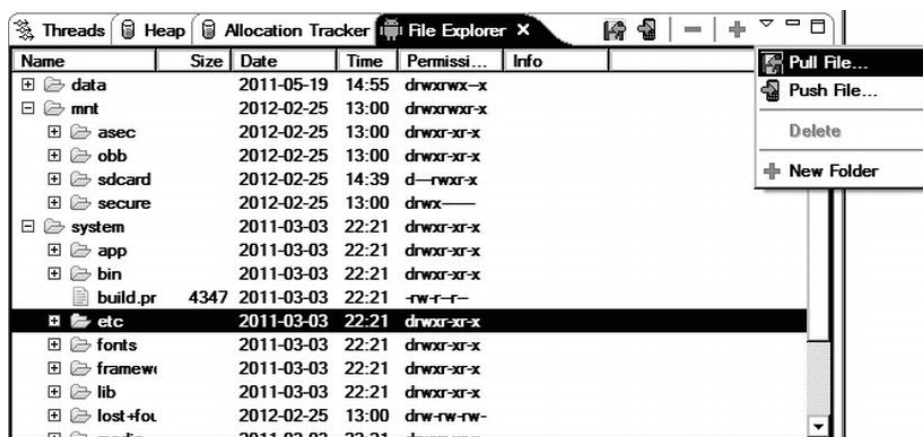 Threads Heap Allocation Tracker File Explorer
Name Size Date Time Permissi... Info
Pull File...
data 2011-05-19 14:55 drwxrwx--x
Push File...
mnt 2012-02-25 13:00 drwxrwxr-x
asec 2012-02-25 13:00 drwxr-xr-x
Delete
obb 2012-02-25 13:00 drwxr-xr-x
New Folder
sdcard 2012-02-25 14:39 d---rwxr-x
secure 2012-02-25 13:00 drwx------
system 2011-03-03 22:21 drwxr-xr-x
app 2011-03-03 22:21 drwxr-xr-x
bin 2011-03-03 22:21 drwxr-xr-x
build.pr 4347 2011-03-03 22:21 -rw-r--r--
etc 2011-03-03 22:21 drwxr-xr-x
fonts 2011-03-03 22:21 drwxr-xr-x
framew 2011-03-03 22:21 drwxr-xr-x
lib 2011-03-03 22:21 drwxr-xr-x
lost+fou 2012-02-25 13:00 drw-rw-rw-